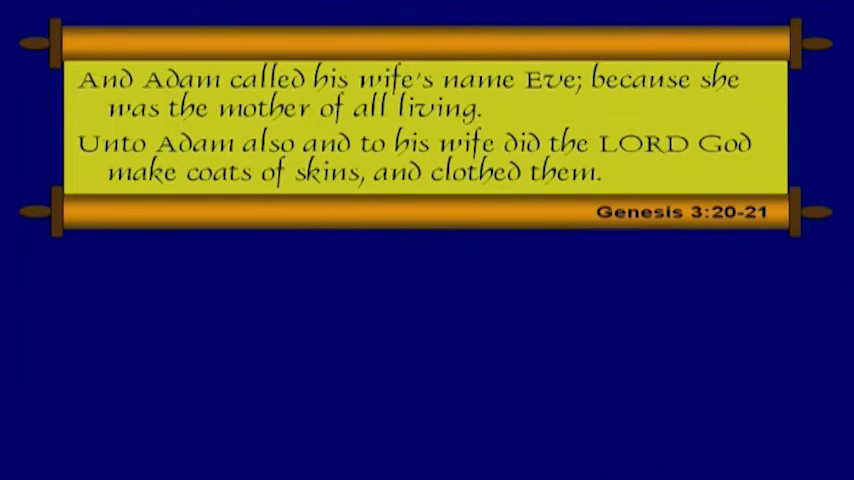 And Adam called his wife's name Eve; because she
was the mother of all living.
Unto Adam also and to his wife did the LORD God
make coats of skins, and clothed them.
Genesis 3:20-21